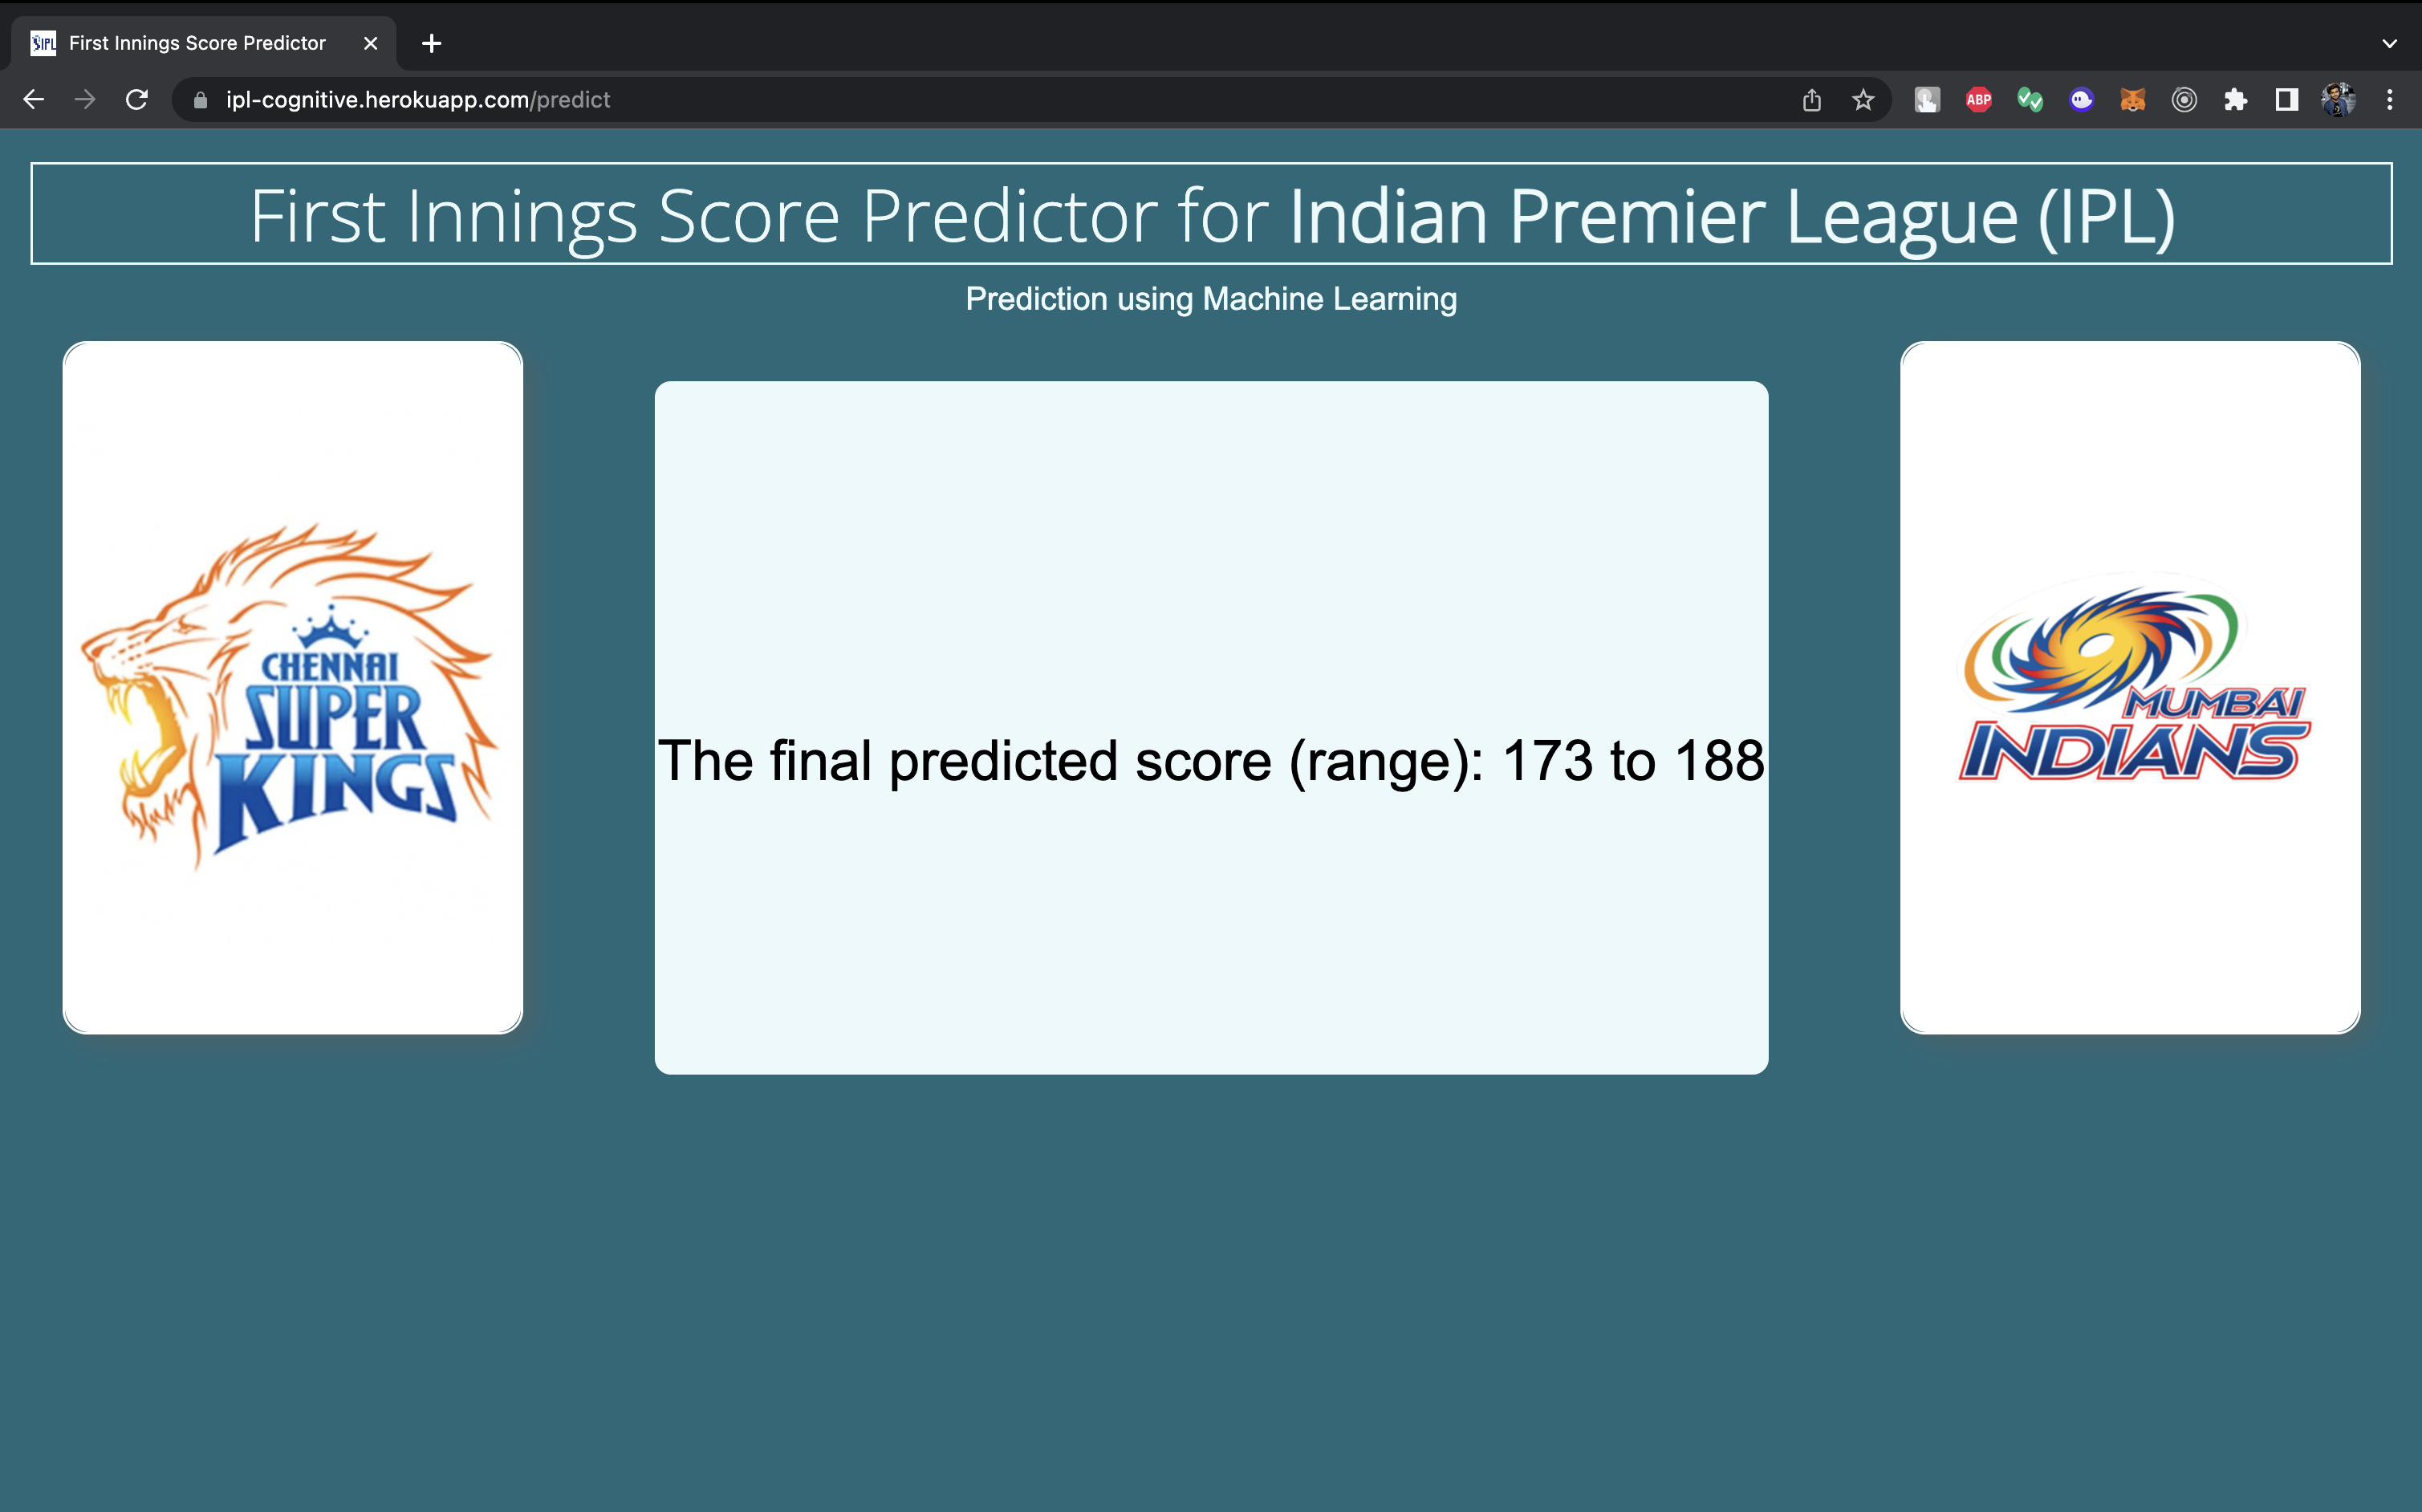 IPL First Innings Score Predictor
ipl-cognitive.herokuapp.com/predict
ABP
First Innings Score Predictor for Indian Premier League (IPL)
Prediction using Machine Learning
CHENNAI
SUPER
KINGS
The final predicted score (range): 173 to 188
MUMBAI
INDIANS